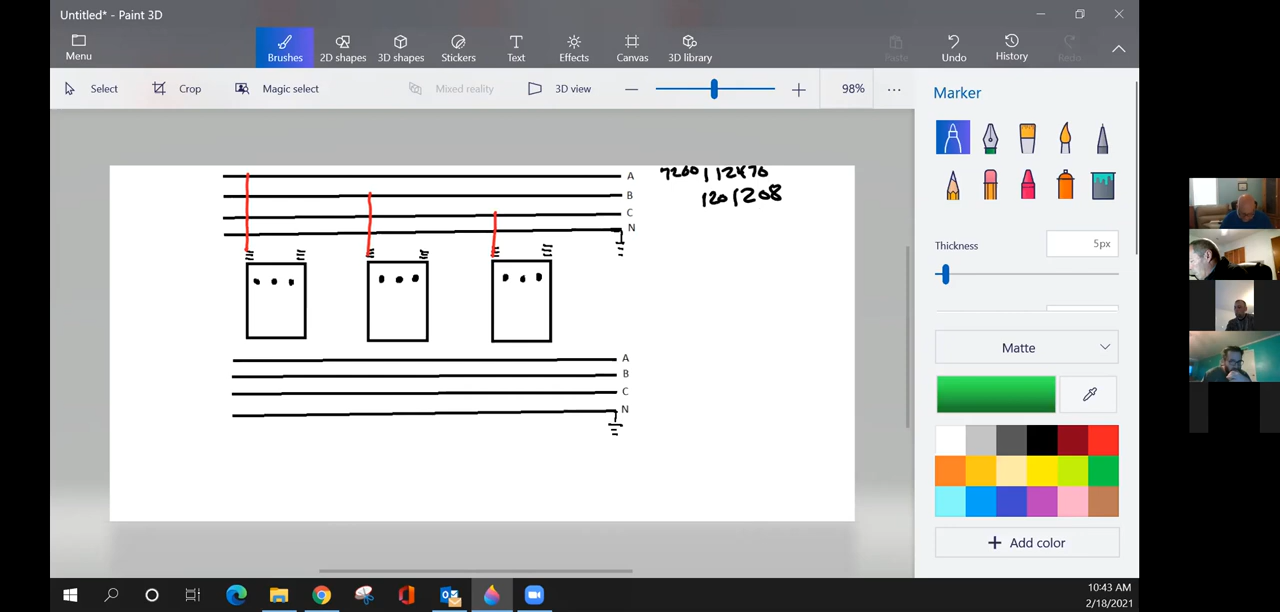 Untitled* - Paint 3D
Menu
Brushes
2D shapes
3D shapes
Stickers
Text
Effects
Canvas
3D library
Paste
Undo
History
Redo
Select
Crop
Magic select
Mixed reality
3D view
98%
Marker
Thickness
5px
Matte
Add color
7200/12470
120/208
A
B
C
N
A
B
C
N
10:43 AM
2/18/2021